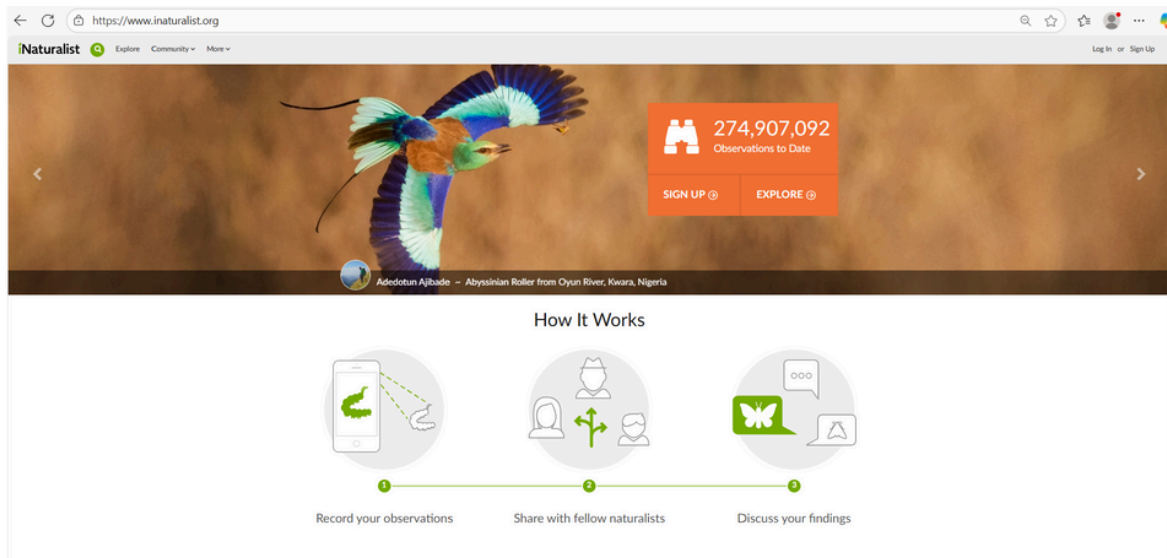 https://www.inaturalist.org
iNaturalist Explore Community More Log In or Sign Up
274,907,092
Observations to Date
SIGN UP EXPLORE
Adedotun Ajibade ~ Abyssinian Roller from Oyun River, Kwara, Nigeria
How It Works
1 2 3
Record your observations Share with fellow naturalists Discuss your findings